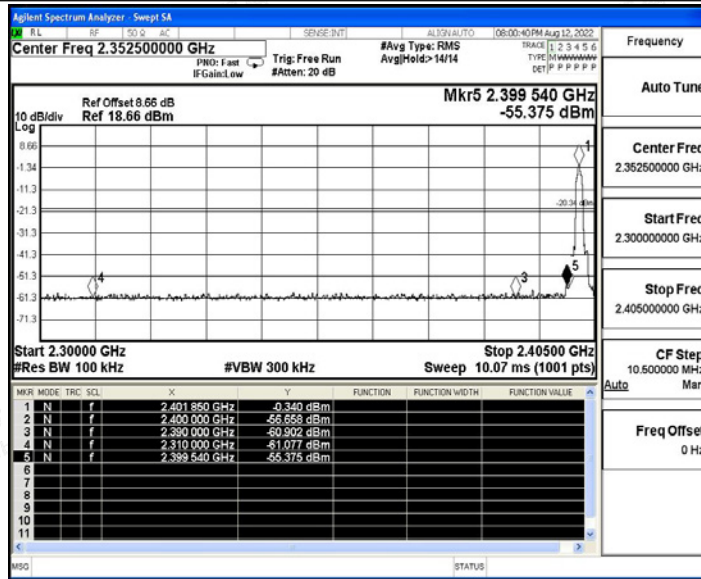 Agilent Spectrum Analyzer - Swept SA
RL RF 50 Ω AC SENSE:INT ALIGN AUTO 08:00:40 PM Aug 12, 2022
Center Freq 2.352500000 GHz
PNO: Fast
IFGain:Low
Trig: Free Run
#Atten: 20 dB
#Avg Type: RMS
Avg|Hold:> 14/14
TRACE 1 2 3 4 5 6
TYPE M WWWWW
DET P P P P P P
Ref Offset 8.66 dB
10 dB/div Ref 18.66 dBm
Log
Mkr5 2.399 540 GHz
-55.375 dBm
8.66
-1.34
-11.3
-21.3
-31.3
-41.3
-51.3
-61.3
-71.3
1
-20.34 dBm
4
3
5
Start 2.30000 GHz Stop 2.40500 GHz
#Res BW 100 kHz #VBW 300 kHz Sweep 10.07 ms (1001 pts)
MKR MODE TRC SCL X Y FUNCTION FUNCTION WIDTH FUNCTION VALUE
1 N f 2.401 850 GHz -0.340 dBm
2 N f 2.400 000 GHz -56.658 dBm
3 N f 2.390 000 GHz -60.902 dBm
4 N f 2.310 000 GHz -61.077 dBm
5 N f 2.399 540 GHz -55.375 dBm
6
7
8
9
10
11
MSG STATUS
Frequency
Auto Tune
Center Freq
2.352500000 GHz
Start Freq
2.300000000 GHz
Stop Freq
2.405000000 GHz
CF Step
10.500000 MHz
Auto Man
Freq Offset
0 Hz